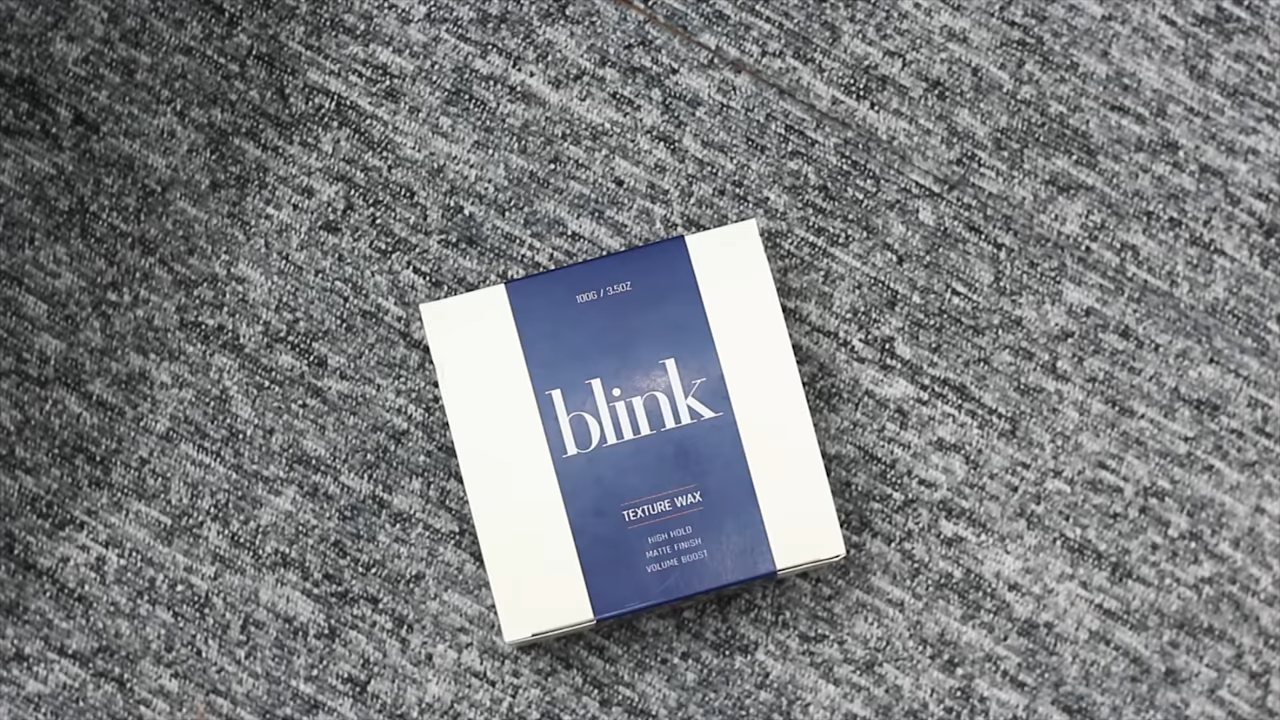 100G / 3.5OZ
blink
TEXTURE WAX
HIGH HOLD
MATTE FINISH
VOLUME BOOST